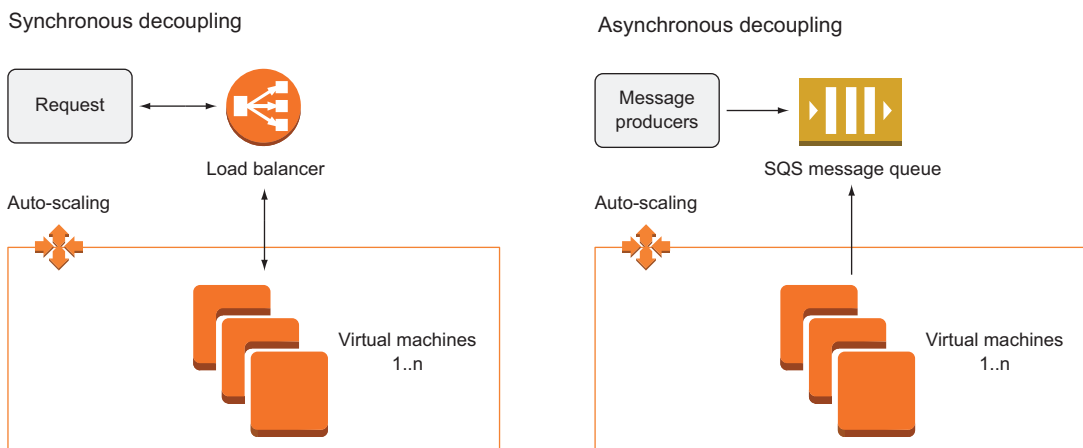 Synchronous decoupling
Request
Load balancer
Auto-scaling
Virtual machines
1..n
Asynchronous decoupling
Message
producers
SQS message queue
Auto-scaling
Virtual machines
1..n